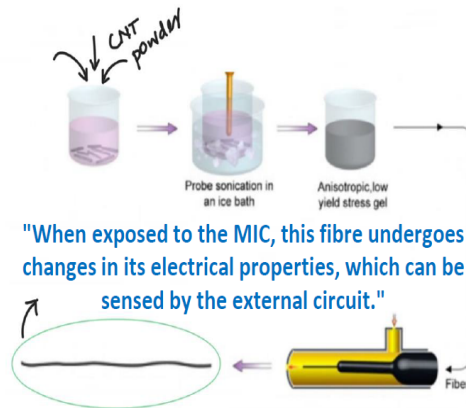 CNT
powder
Probe sonication in
an ice bath
Anisotropic,low
yield stress gel
"When exposed to the MIC, this fibre undergoes
changes in its electrical properties, which can be
sensed by the external circuit."
Fibe